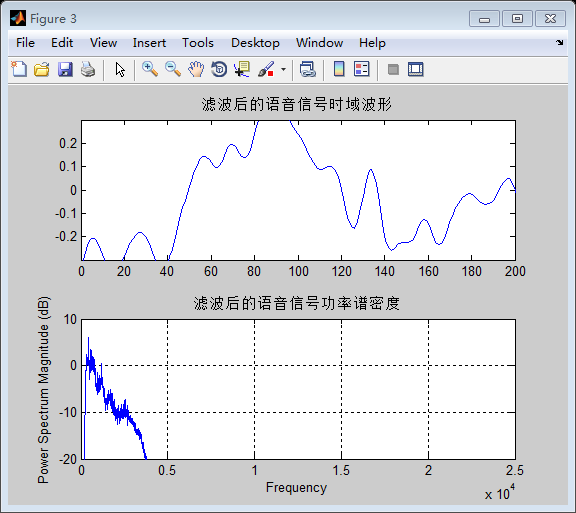 Figure 3
File Edit View Insert Tools Desktop Window Help
滤波后的语音信号时域波形
0.2
0.1
0
-0.1
-0.2
0 20 40 60 80 100 120 140 160 180 200
滤波后的语音信号功率谱密度
Power Spectrum Magnitude (dB)
10
0
-10
-20
0 0.5 1 1.5 2 2.5
Frequency
x 10^4